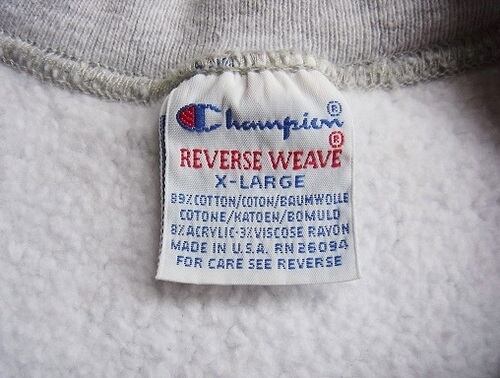 Champion®
REVERSE WEAVE®
X-LARGE
89% COTTON/COTON/BAUMWOLLE
COTONE/KATOEN/BOMULD
8% ACRYLIC·3% VISCOSE RAYON
MADE IN U.S.A. RN 26094
FOR CARE SEE REVERSE